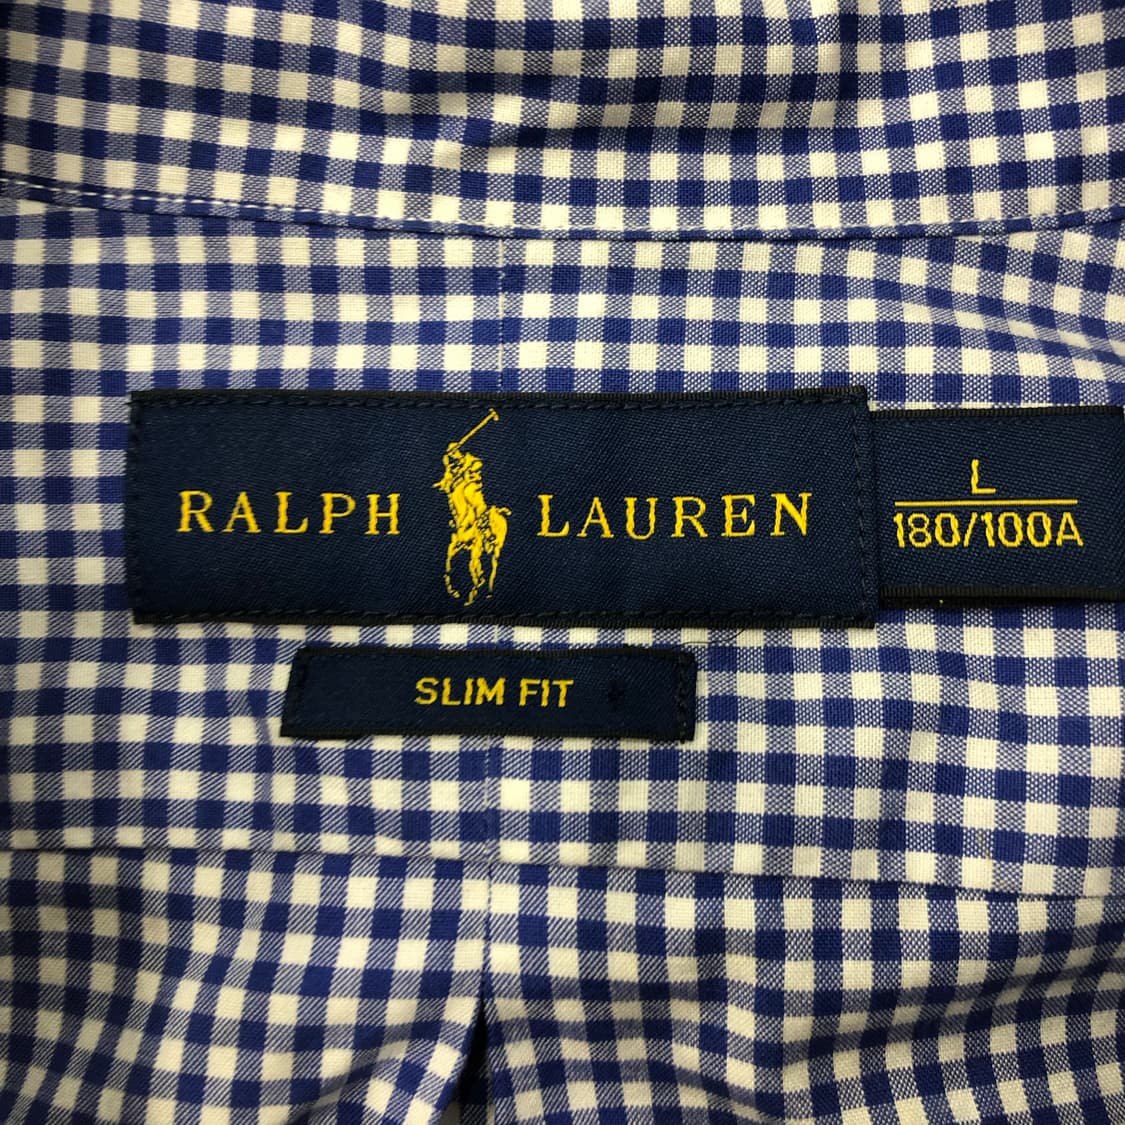 RALPH LAUREN
L
180/100A
SLIM FIT